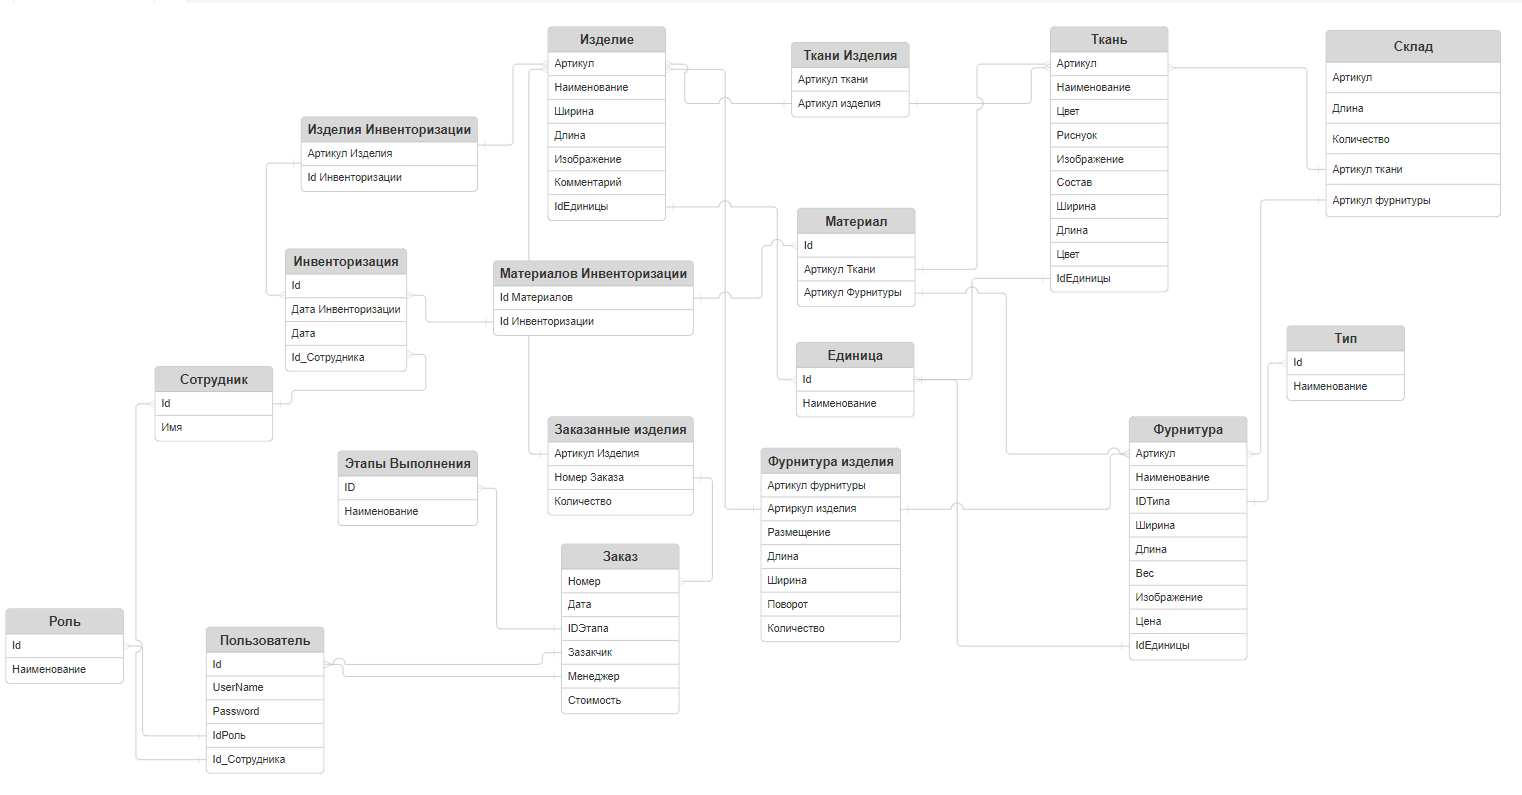 Изделие
Артикул
Наименование
Ширина
Длина
Изображение
Комментарий
IdЕдиницы
Ткани Изделия
Артикул ткани
Артикул изделия
Ткань
Артикул
Наименование
Цвет
Риснуок
Изображение
Состав
Ширина
Длина
Цвет
IdЕдиницы
Склад
Артикул
Длина
Количество
Артикул ткани
Артикул фурнитуры
Изделия Инвенторизации
Артикул Изделия
Id Инвенторизации
Материал
Id
Артикул Ткани
Артикул Фурнитуры
Инвенторизация
Id
Дата Инвенторизации
Дата
Id_Сотрудника
Материалов Инвенторизации
Id Материалов
Id Инвенторизации
Тип
Id
Наименование
Единица
Id
Наименование
Сотрудник
Id
Имя
Заказанные изделия
Артикул Изделия
Номер Заказа
Количество
Фурнитура
Артикул
Наименование
IDТипа
Ширина
Длина
Вес
Изображение
Цена
IdЕдиницы
Этапы Выполнения
ID
Наименование
Фурнитура изделия
Артикул фурнитуры
Артиркул изделия
Размещение
Длина
Ширина
Поворот
Количество
Заказ
Номер
Дата
IDЭтапа
Зазакчик
Менеджер
Стоимость
Роль
Id
Наименование
Пользователь
Id
UserName
Password
IdРоль
Id_Сотрудника